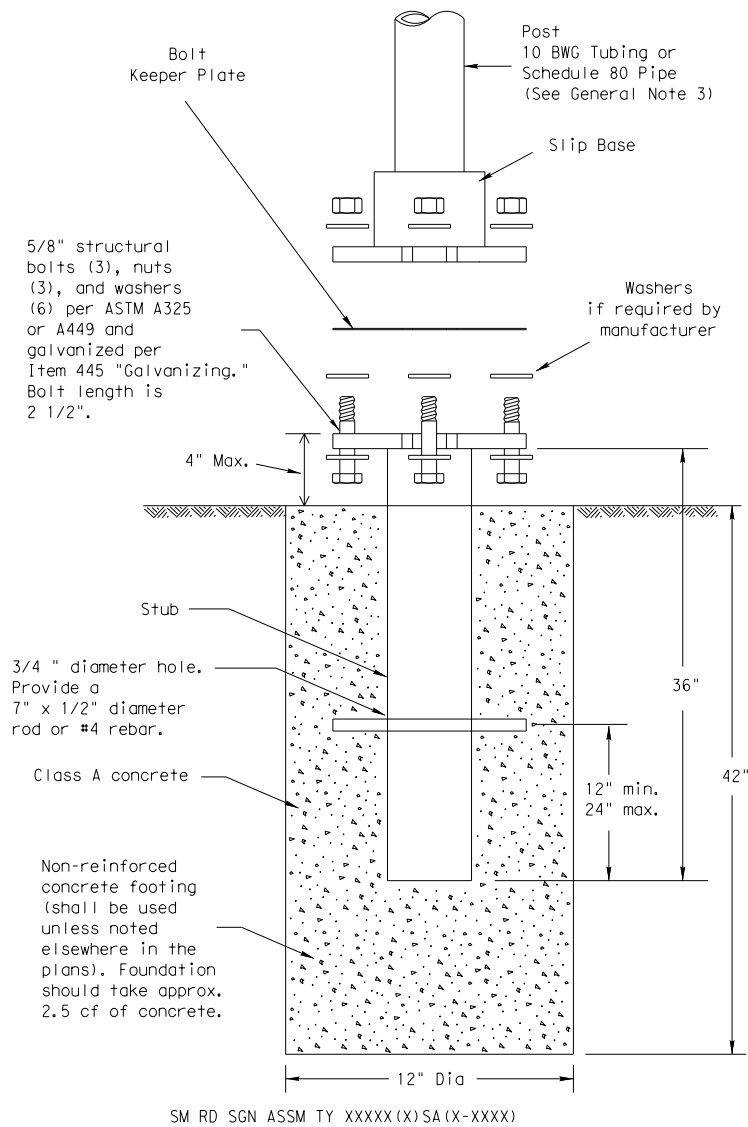 Post
10 BWG Tubing or
Schedule 80 Pipe
(See General Note 3)
Bolt
Keeper Plate
Slip Base
5/8" structural
bolts (3), nuts
(3), and washers
(6) per ASTM A325
or A449 and
galvanized per
Item 445 "Galvanizing."
Bolt length is
2 1/2".
Washers
if required by
manufacturer
4" Max.
Stub
3/4 " diameter hole.
Provide a
7" x 1/2" diameter
rod or #4 rebar.
36"
Class A concrete
12" min.
24" max.
42"
Non-reinforced
concrete footing
(shall be used
unless noted
elsewhere in the
plans). Foundation
should take approx.
2.5 cf of concrete.
12" Dia
SM RD SGN ASSM TY XXXXX(X)SA(X-XXXX)